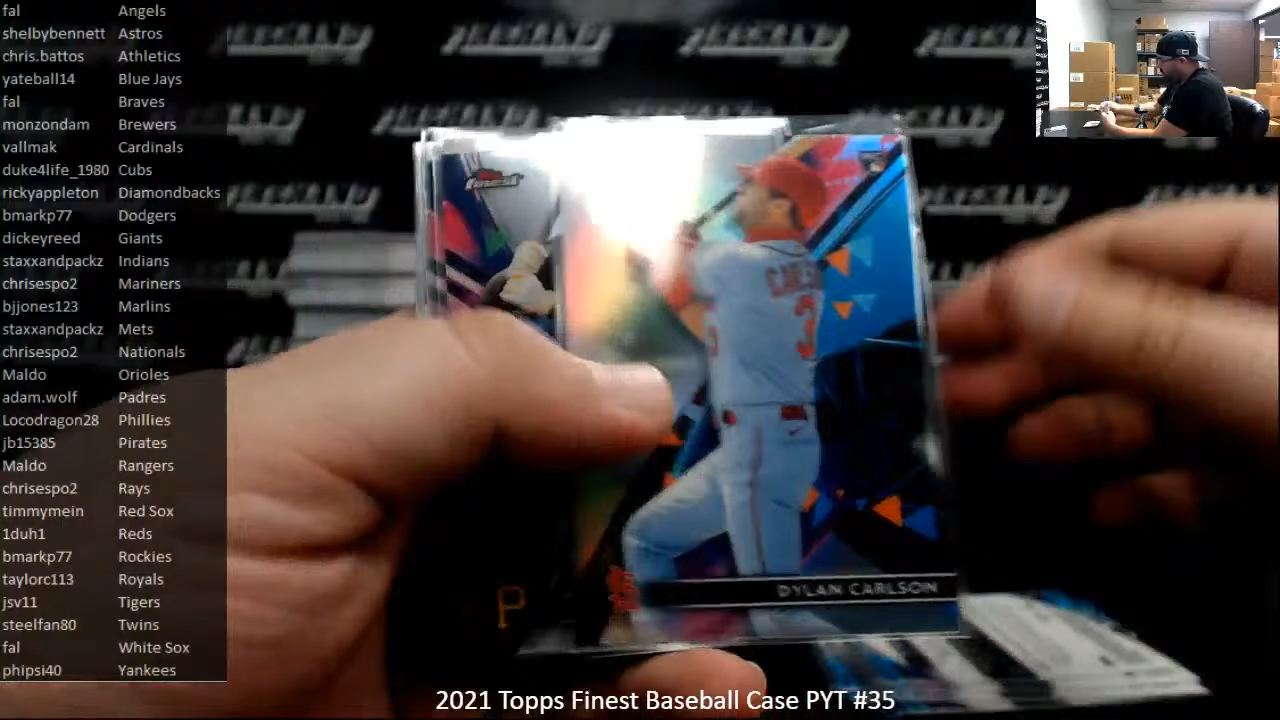 fal Angels
shelbybennett Astros
chris.battos Athletics
yateball14 Blue Jays
fal Braves
monzondam Brewers
vallmak Cardinals
duke4life_1980 Cubs
rickyappleton Diamondbacks
bmarkp77 Dodgers
dickeyreed Giants
staxxandpackz Indians
chrisespo2 Mariners
bjjones123 Marlins
staxxandpackz Mets
chrisespo2 Nationals
Maldo Orioles
adam.wolf Padres
Locodragon28 Phillies
jb15385 Pirates
Maldo Rangers
chrisespo2 Rays
timmymein Red Sox
1duh1 Reds
bmarkp77 Rockies
taylorc113 Royals
jsv11 Tigers
steelfan80 Twins
fal White Sox
phipsi40 Yankees
finest
P
DYLAN CARLSON
2021 Topps Finest Baseball Case PYT #35